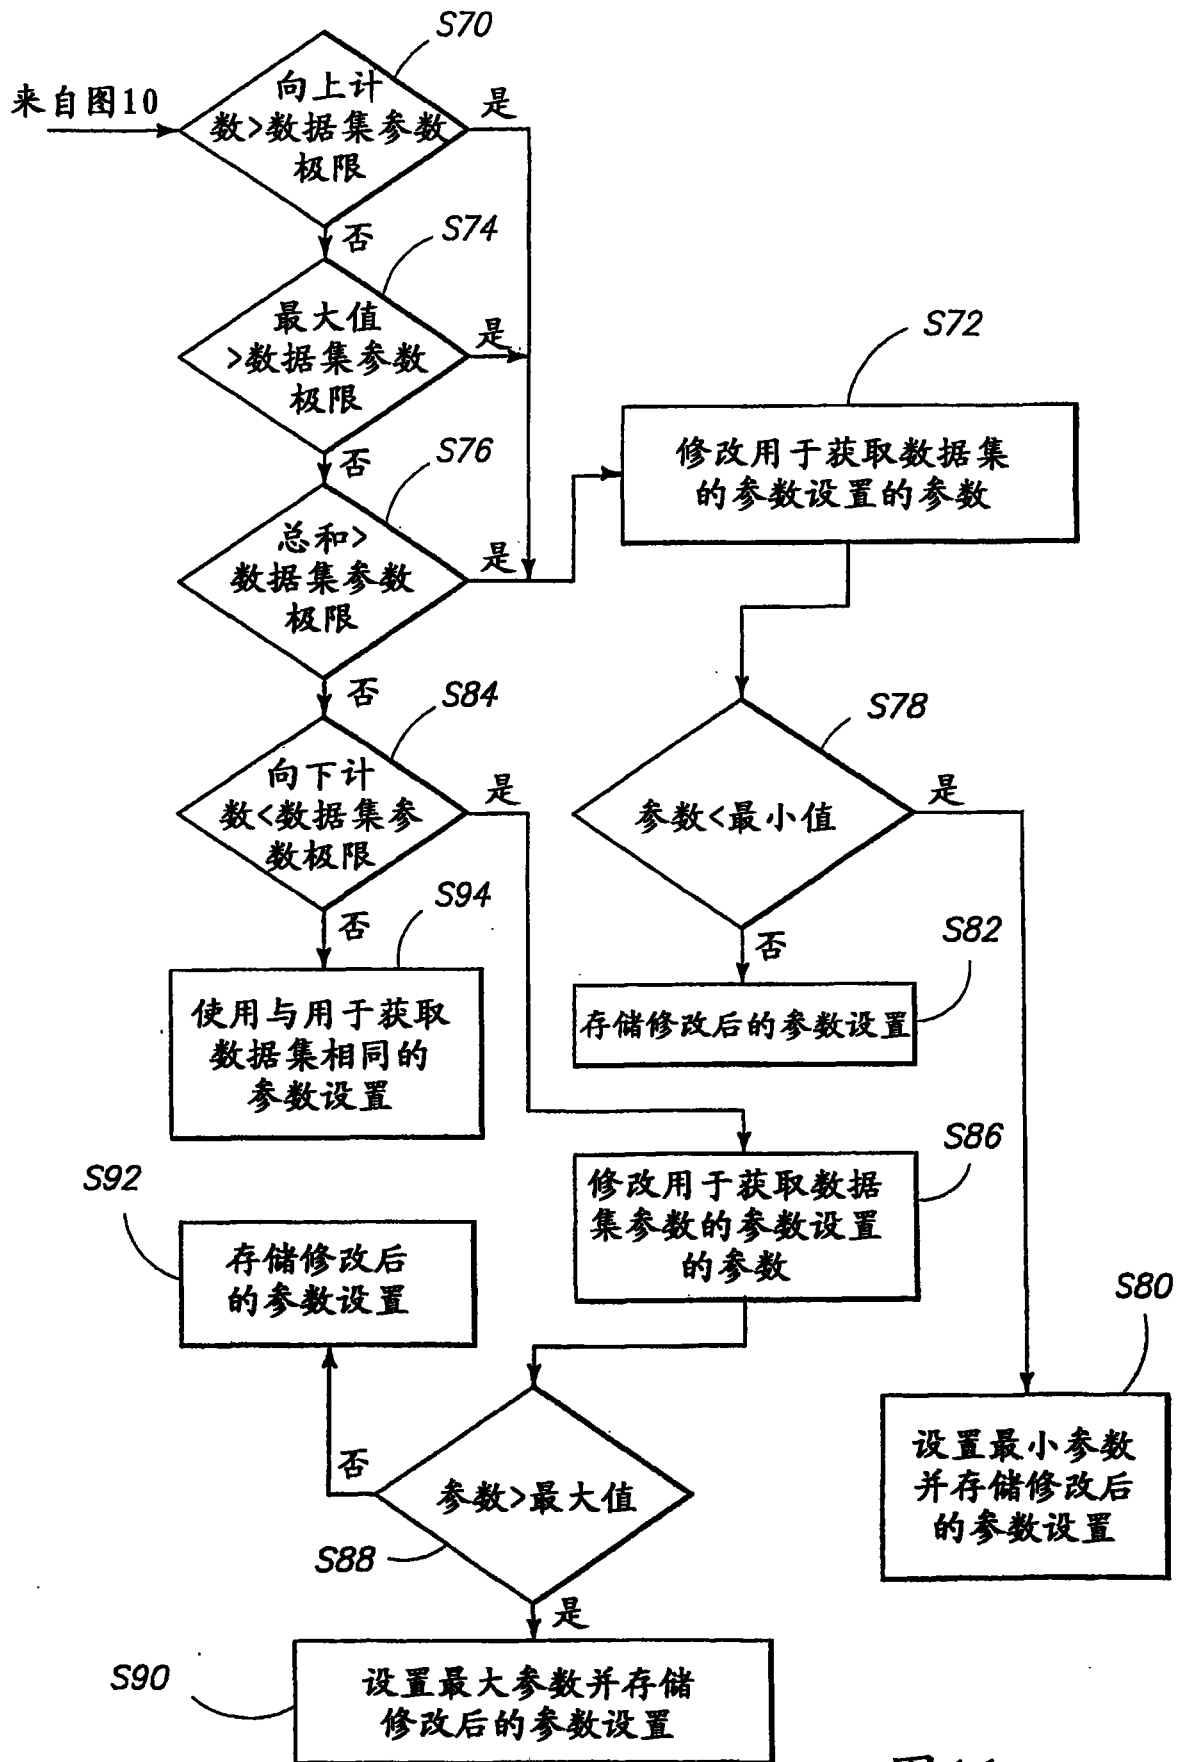 S70
来自图10
向上计
数>数据集参数
极限
是
否
S74
最大值
>数据集参数
极限
是
否
S72
修改用于获取数据集
的参数设置的参数
S76
总和>
数据集参数
极限
是
否
S84
向下计
数<数据集参
数极限
是
否
S78
参数<最小值
是
否
S94
使用与用于获取
数据集相同的
参数设置
S82
存储修改后的参数设置
S86
修改用于获取数据
集参数的参数设置
的参数
S92
存储修改后
的参数设置
S80
设置最小参数
并存储修改后
的参数设置
否
参数>最大值
S88
是
S90
设置最大参数并存储
修改后的参数设置